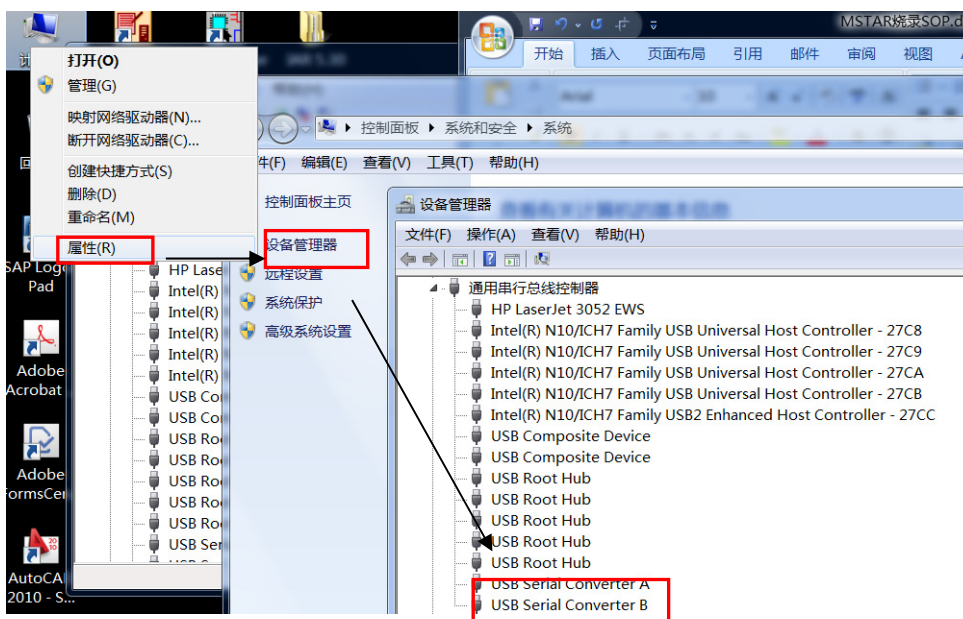 MSTAR烧录SOP.d
开始 插入 页面布局 引用 邮件 审阅 视图
打开(O)
管理(G)
映射网络驱动器(N)...
断开网络驱动器(C)...
创建快捷方式(S)
删除(D)
重命名(M)
属性(R)
控制面板 系统和安全 系统
件(F) 编辑(E) 查看(V) 工具(T) 帮助(H)
控制面板主页
设备管理器
远程设置
系统保护
高级系统设置
设备管理器
文件(F) 操作(A) 查看(V) 帮助(H)
通用串行总线控制器
HP LaserJet 3052 EWS
Intel(R) N10/ICH7 Family USB Universal Host Controller - 27C8
Intel(R) N10/ICH7 Family USB Universal Host Controller - 27C9
Intel(R) N10/ICH7 Family USB Universal Host Controller - 27CA
Intel(R) N10/ICH7 Family USB Universal Host Controller - 27CB
Intel(R) N10/ICH7 Family USB2 Enhanced Host Controller - 27CC
USB Composite Device
USB Composite Device
USB Root Hub
USB Root Hub
USB Root Hub
USB Root Hub
USB Root Hub
USB Serial Converter A
USB Serial Converter B
HP Lase
Intel(R)
Intel(R)
Intel(R)
Intel(R)
Intel(R)
USB Co
USB Co
USB Ro
USB Ro
USB Ro
USB Ro
USB Ro
USB Ser
SAP Log
Pad
Adobe
Acrobat
Adobe
FormsCe
AutoCA
2010 - S...